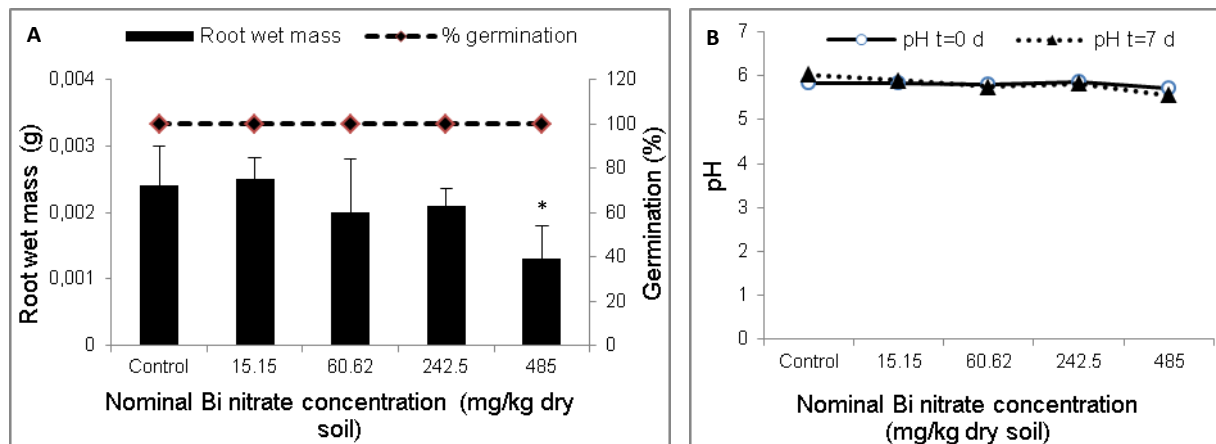 A
Root wet mass
% germination
0,004
0,003
0,002
0,001
0
Root wet mass (g)
120
100
80
60
40
20
0
Germination (%)
*
Control 15.15 60.62 242.5 485
Nominal Bi nitrate concentration (mg/kg dry
soil)
B
pH t=0 d
pH t=7 d
7
6
5
4
3
2
1
0
pH
Control 15.15 60.62 242.5 485
Nominal Bi nitrate concentration
(mg/kg dry soil)